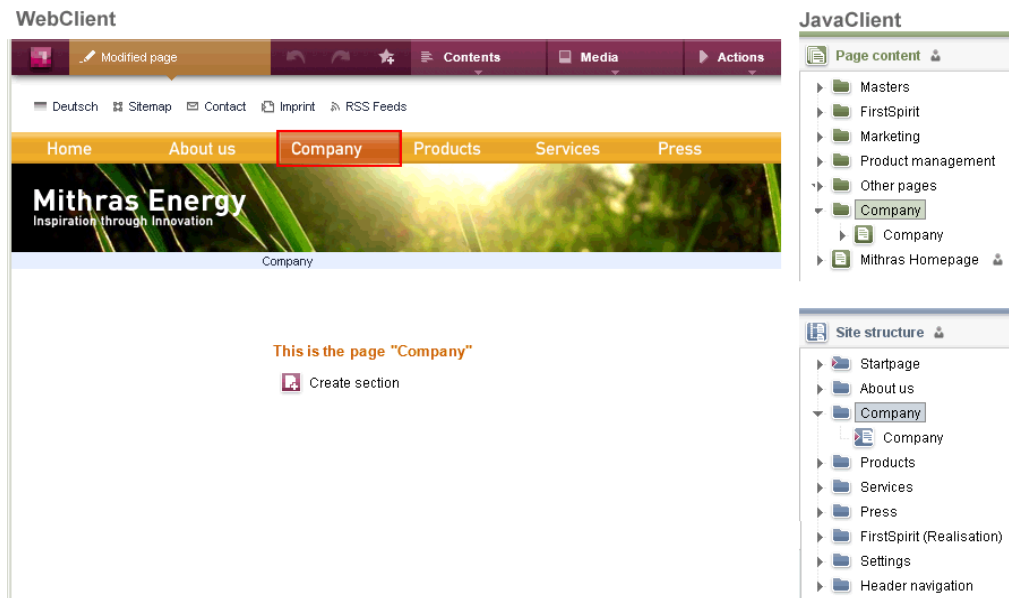 WebClient
Modified page
Contents
Media
Actions
Deutsch Sitemap Contact Imprint RSS Feeds
Home About us Company Products Services Press
Mithras Energy
Inspiration through Innovation
Company
This is the page "Company"
Create section
JavaClient
Page content
Masters
FirstSpirit
Marketing
Product management
Other pages
Company
Company
Mithras Homepage
Site structure
Startpage
About us
Company
Company
Products
Services
Press
FirstSpirit (Realisation)
Settings
Header navigation